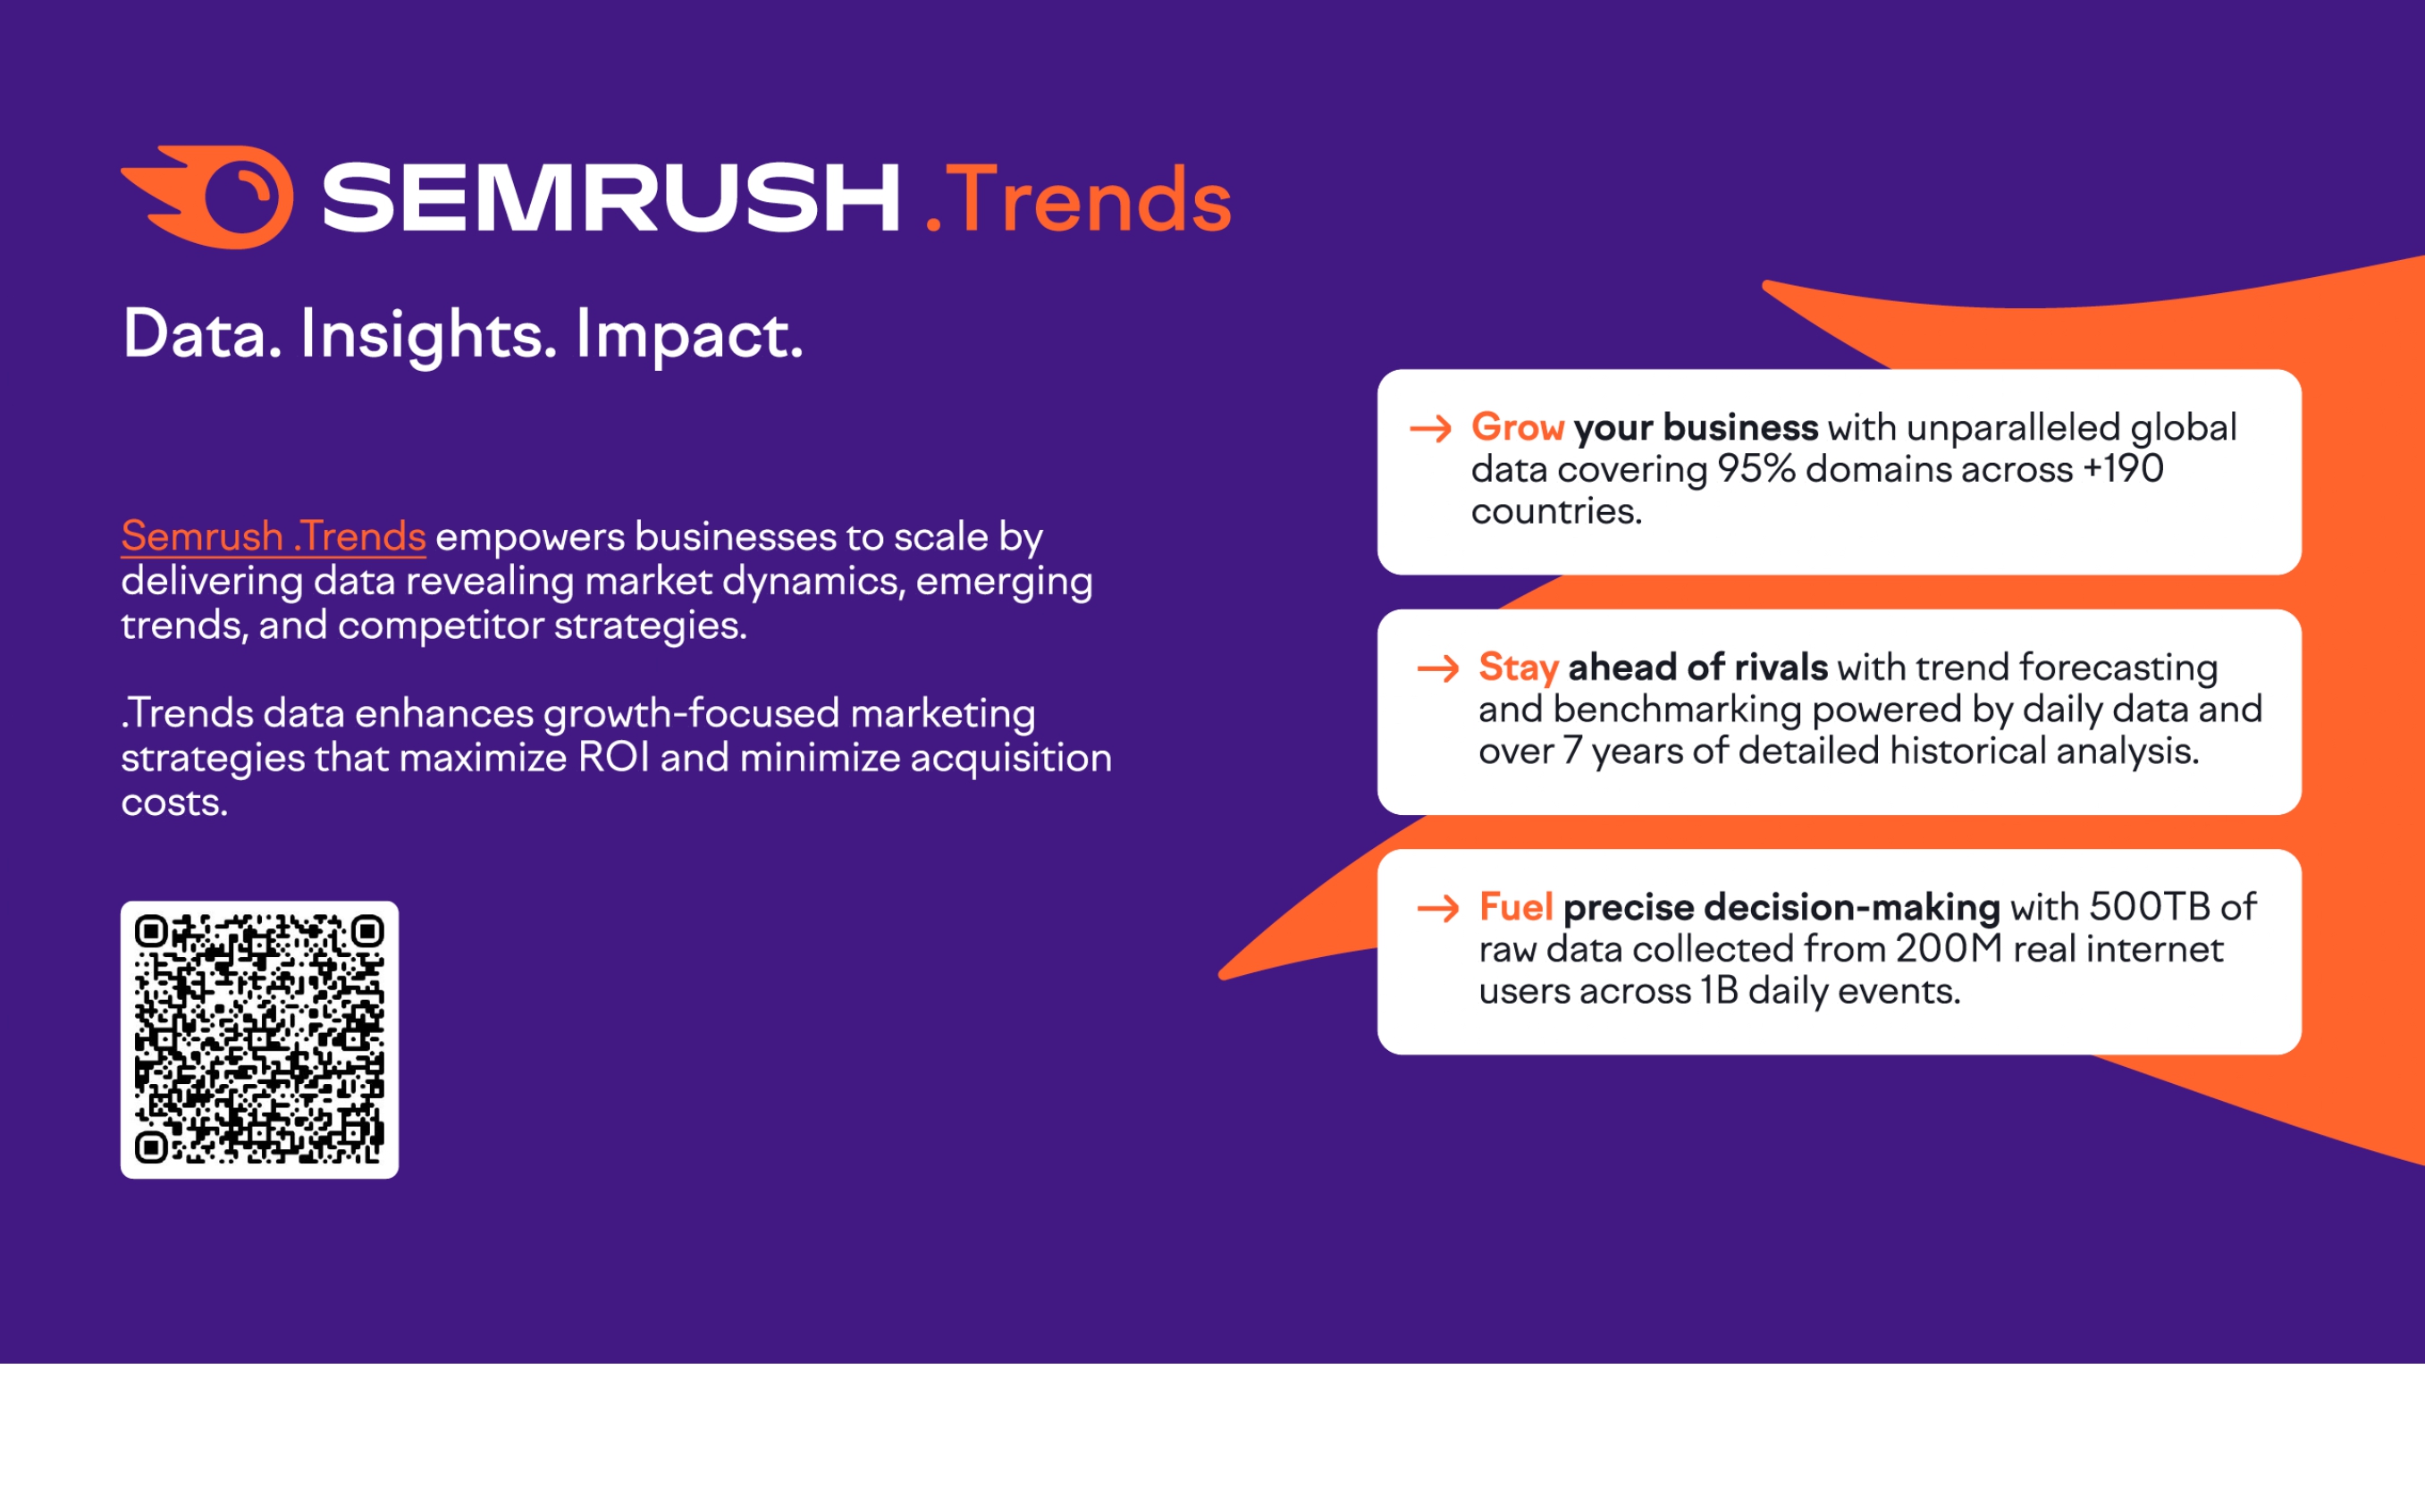 SEMRUSH .Trends
Data. Insights. Impact.
Semrush .Trends empowers businesses to scale by
delivering data revealing market dynamics, emerging
trends, and competitor strategies.
.Trends data enhances growth-focused marketing
strategies that maximize ROI and minimize acquisition
costs.
→ Grow your business with unparalleled global
data covering 95% domains across +190
countries.
→ Stay ahead of rivals with trend forecasting
and benchmarking powered by daily data and
over 7 years of detailed historical analysis.
→ Fuel precise decision-making with 500TB of
raw data collected from 200M real internet
users across 1B daily events.